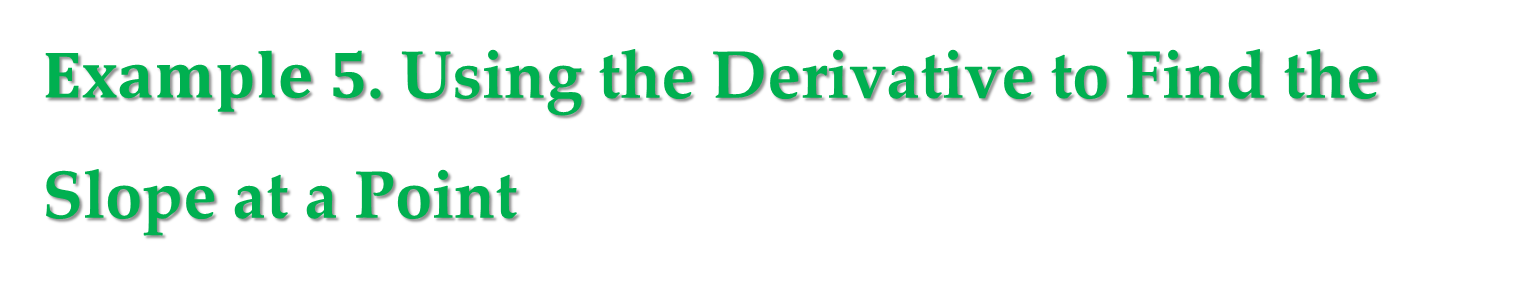 Example 5. Using the Derivative to Find the
Slope at a Point